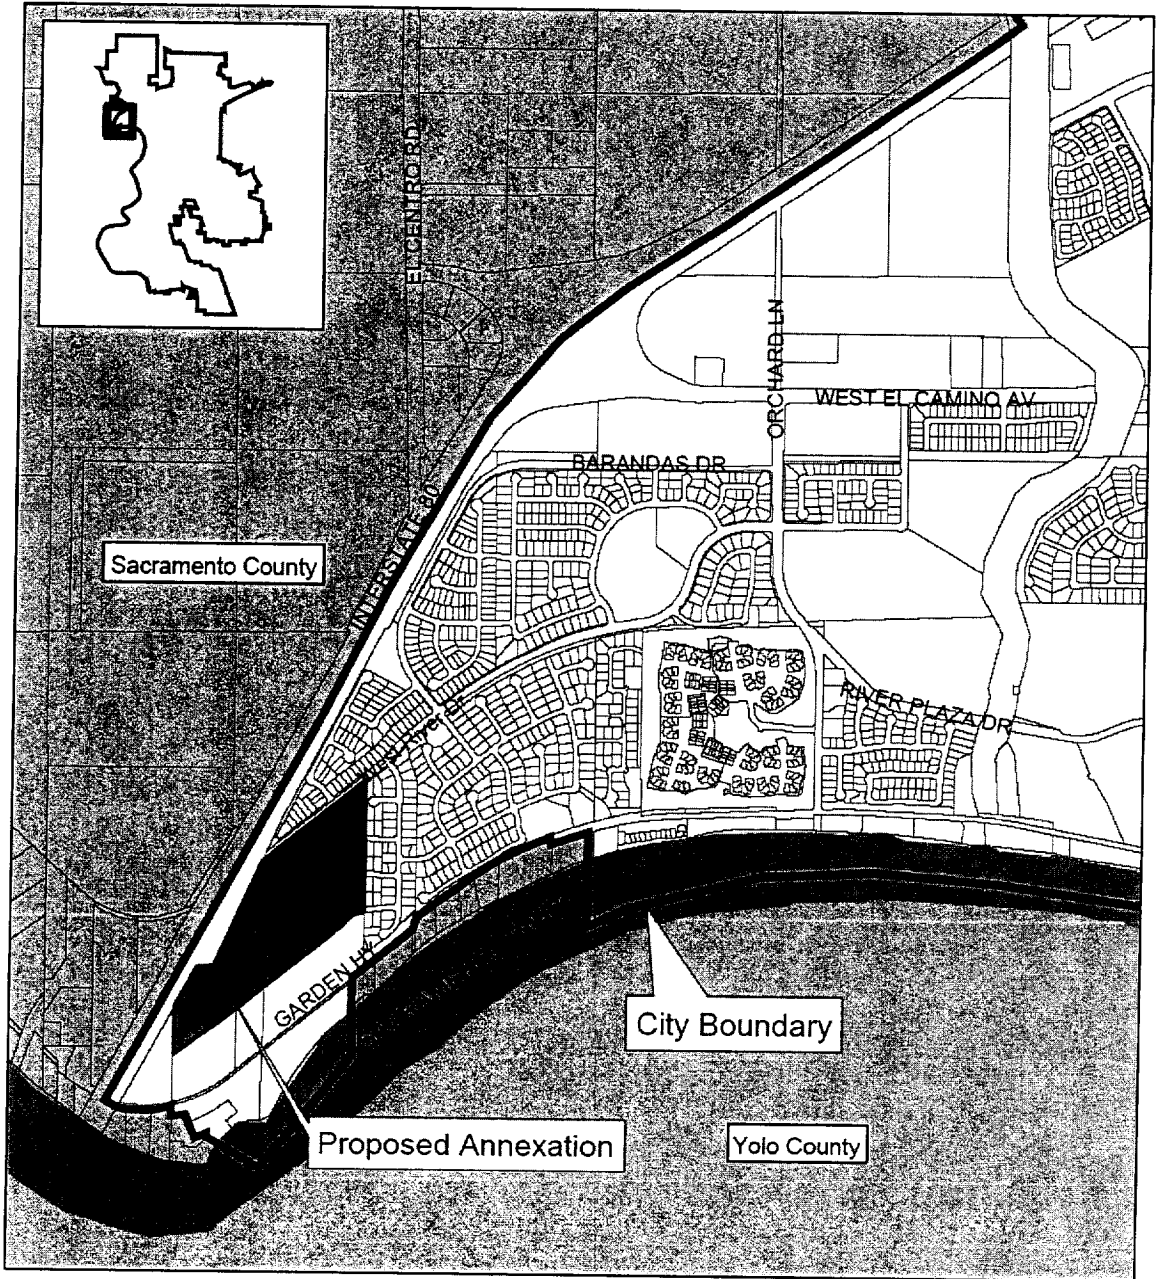 EL CENTRO RD
ORCHARD LN
WEST EL CAMINO AV
BARANDAS DR
INTERSTATE 80
Sacramento County
RIVER PLAZA DR
GARDEN HY
City Boundary
Proposed Annexation
Yolo County